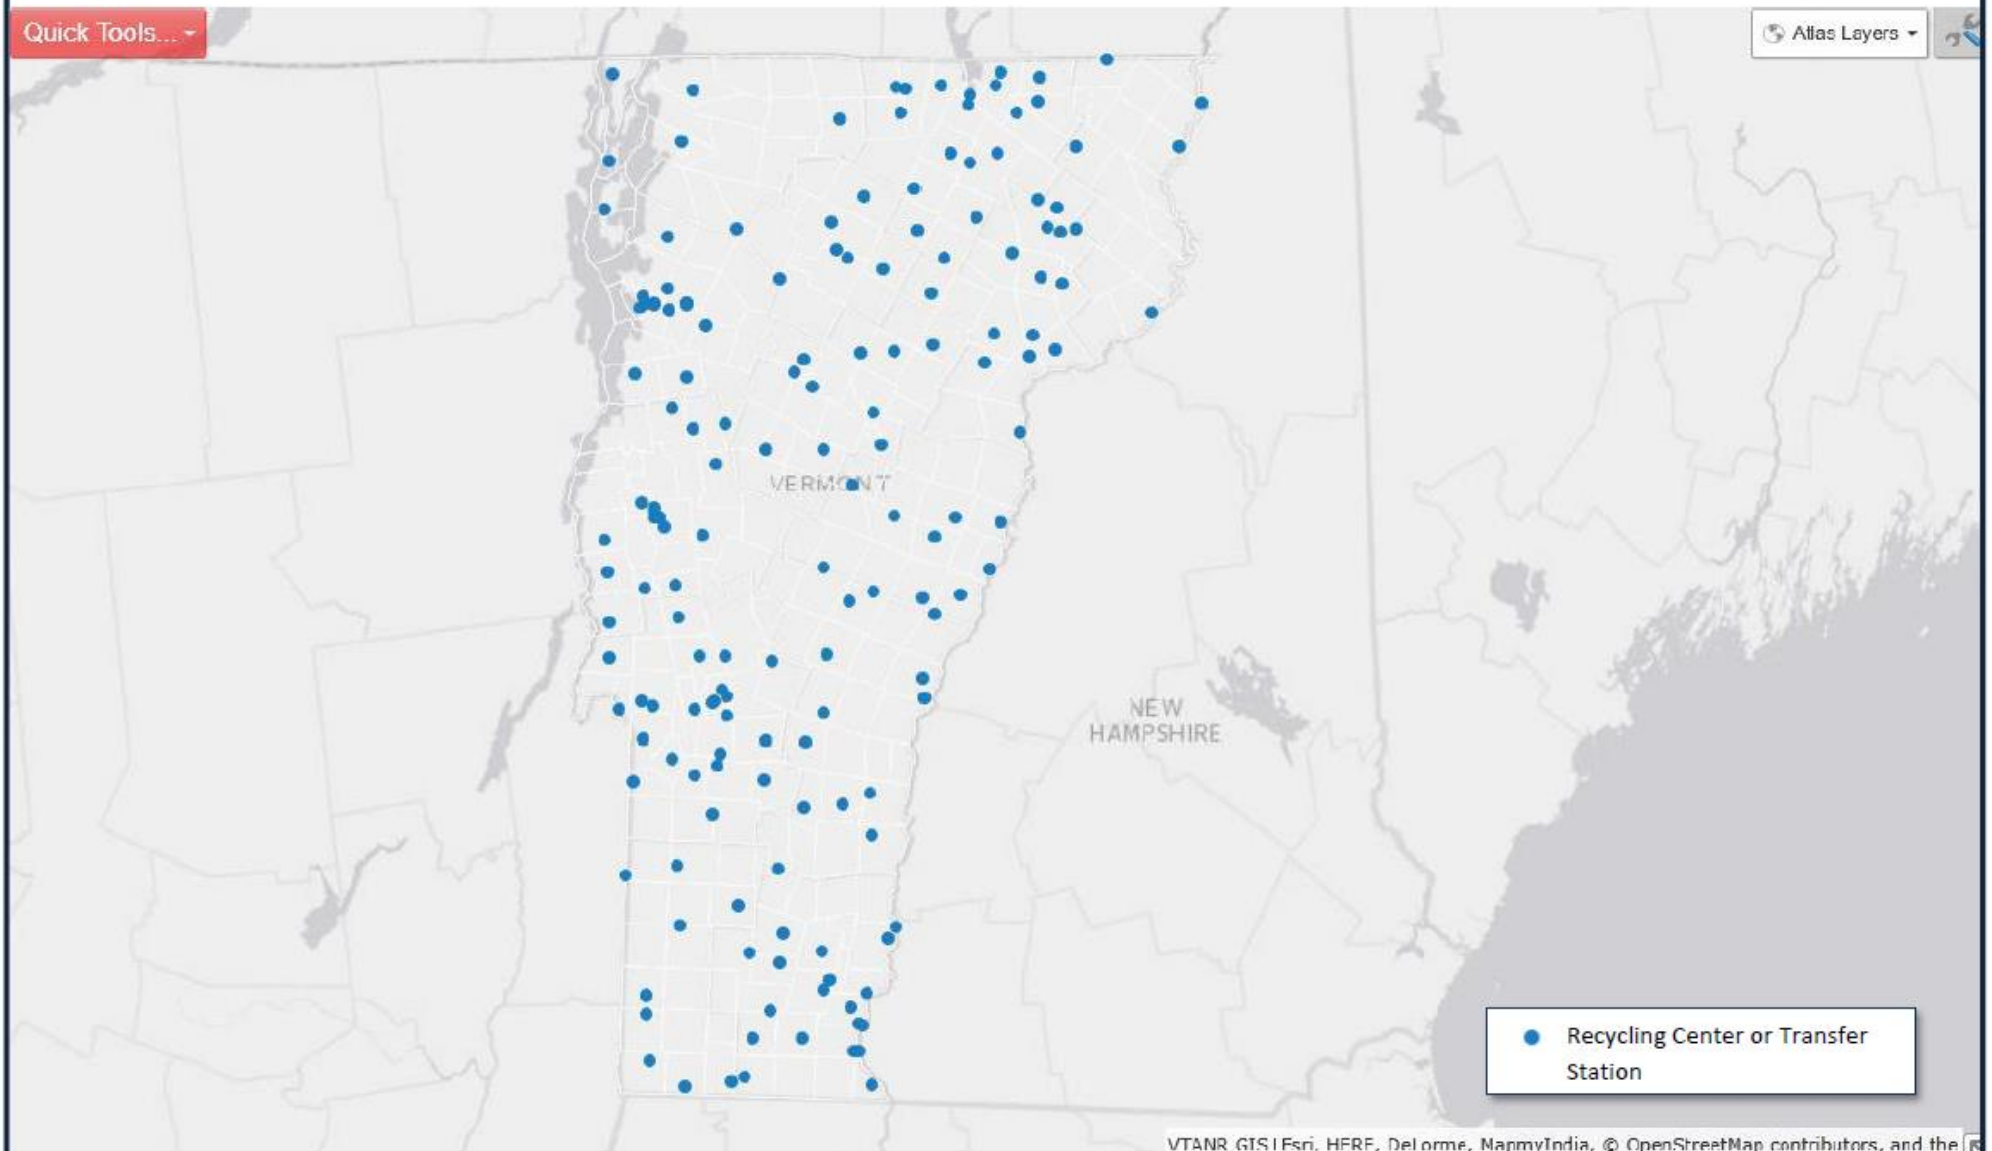 Quick Tools...
Atlas Layers
VERMONT
NEW
HAMPSHIRE
Recycling Center or Transfer
Station
VTANR GIS | Esri, HERE, DeLorme, MapmyIndia, © OpenStreetMap contributors, and the